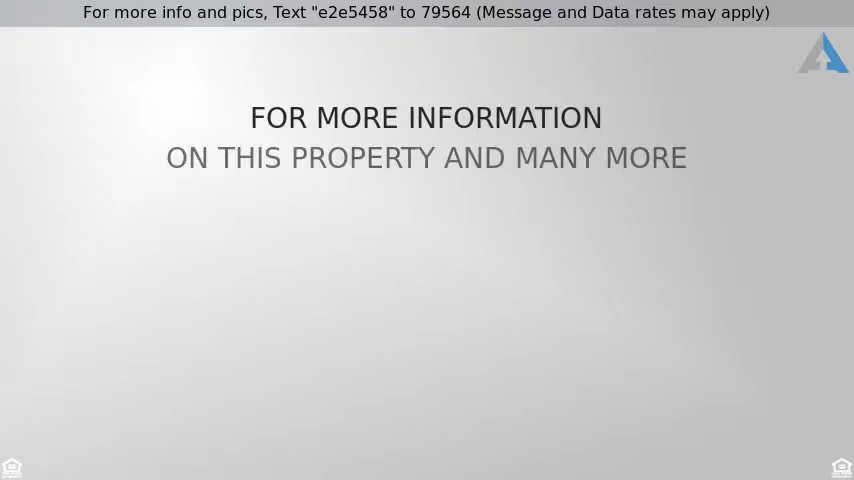 For more info and pics, Text "e2e5458" to 79564 (Message and Data rates may apply)
FOR MORE INFORMATION
ON THIS PROPERTY AND MANY MORE